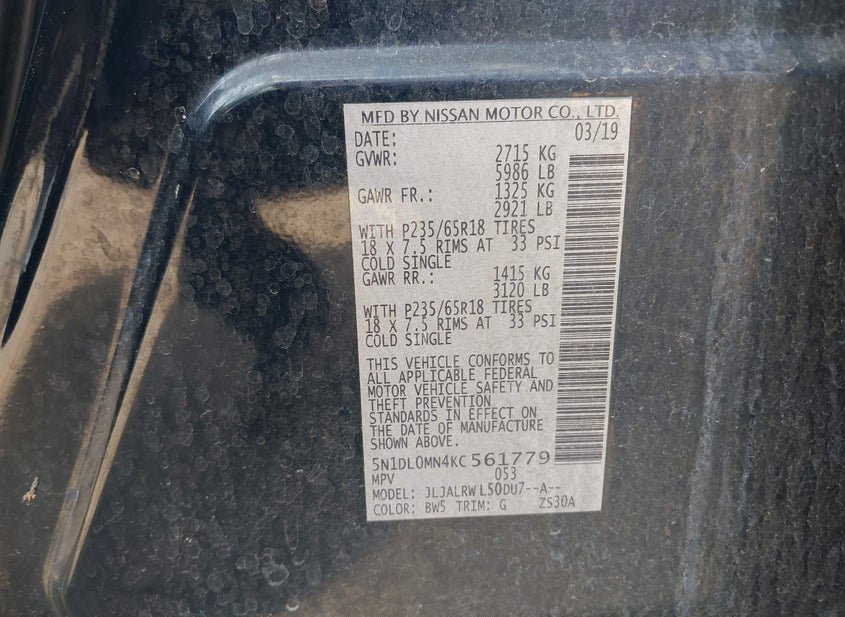 MFD BY NISSAN MOTOR CO., LTD.
DATE: 03/19
GVWR: 2715 KG
5986 LB
GAWR FR.: 1325 KG
2921 LB
WITH P235/65R18 TIRES
18 X 7.5 RIMS AT 33 PSI
COLD SINGLE
GAWR RR.: 1415 KG
3120 LB
WITH P235/65R18 TIRES
18 X 7.5 RIMS AT 33 PSI
COLD SINGLE
THIS VEHICLE CONFORMS TO
ALL APPLICABLE FEDERAL
MOTOR VEHICLE SAFETY AND
THEFT PREVENTION
STANDARDS IN EFFECT ON
THE DATE OF MANUFACTURE
SHOWN ABOVE.
5N1DL0MN4KC561779
MPV 053
MODEL: JLJALRW L50DU7--A--
COLOR: BW5 TRIM: G ZS30A